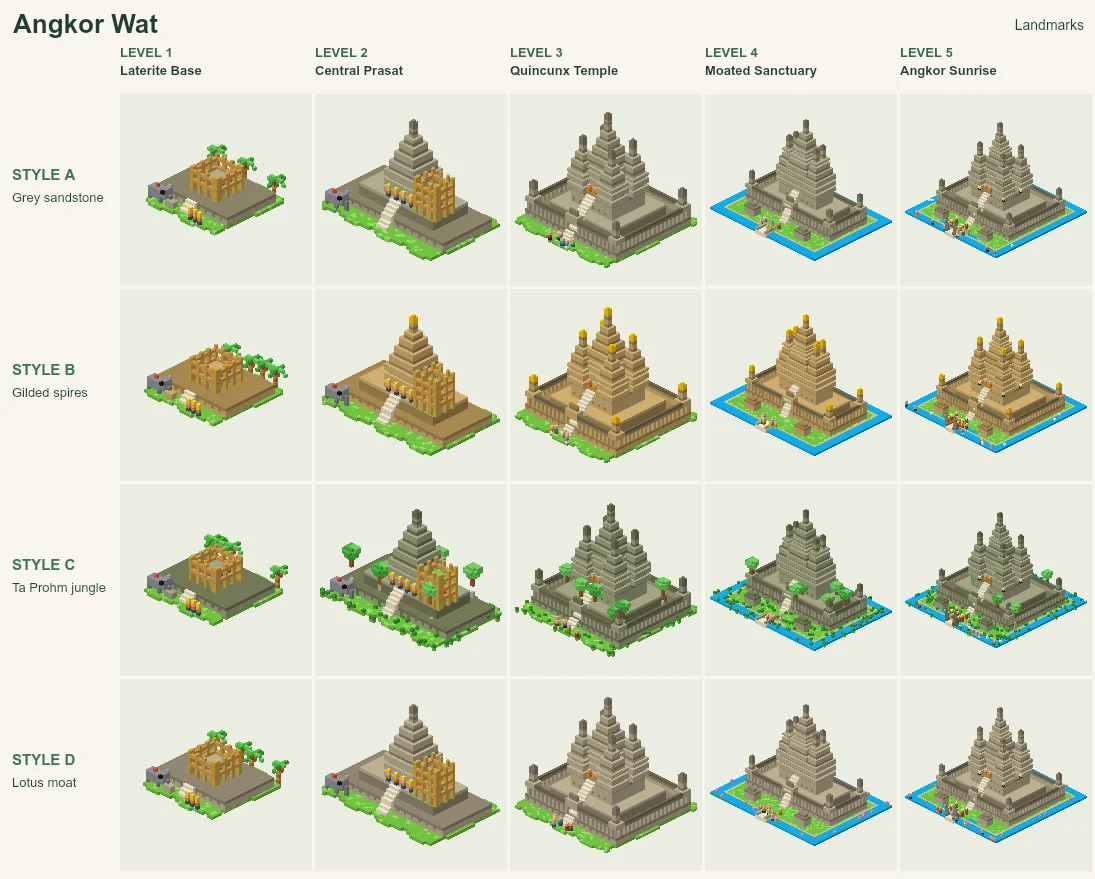 Angkor Wat
Landmarks
LEVEL 1
Laterite Base
LEVEL 2
Central Prasat
LEVEL 3
Quincunx Temple
LEVEL 4
Moated Sanctuary
LEVEL 5
Angkor Sunrise
STYLE A
Grey sandstone
STYLE B
Gilded spires
STYLE C
Ta Prohm jungle
STYLE D
Lotus moat